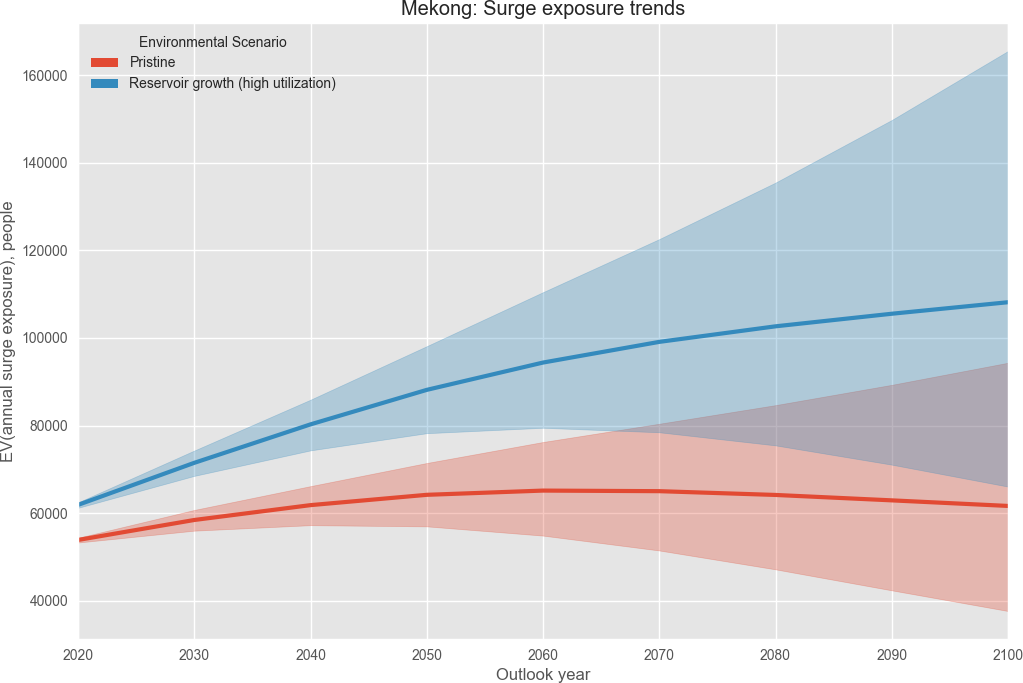 Mekong: Surge exposure trends
Environmental Scenario
Pristine
Reservoir growth (high utilization)
EV(annual surge exposure), people
160000
140000
120000
100000
80000
60000
40000
2020 2030 2040 2050 2060 2070 2080 2090 2100
Outlook year